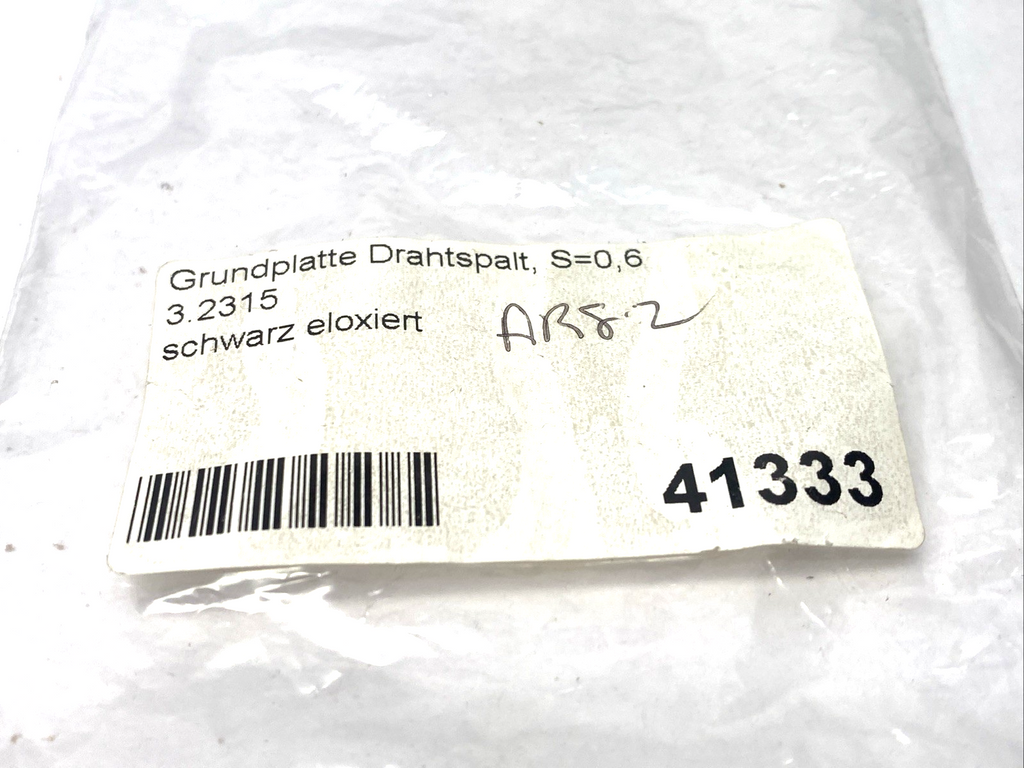 Grundplatte Drahtspalt, S=0,6
3.2315
schwarz eloxiert
AR8.2
41333